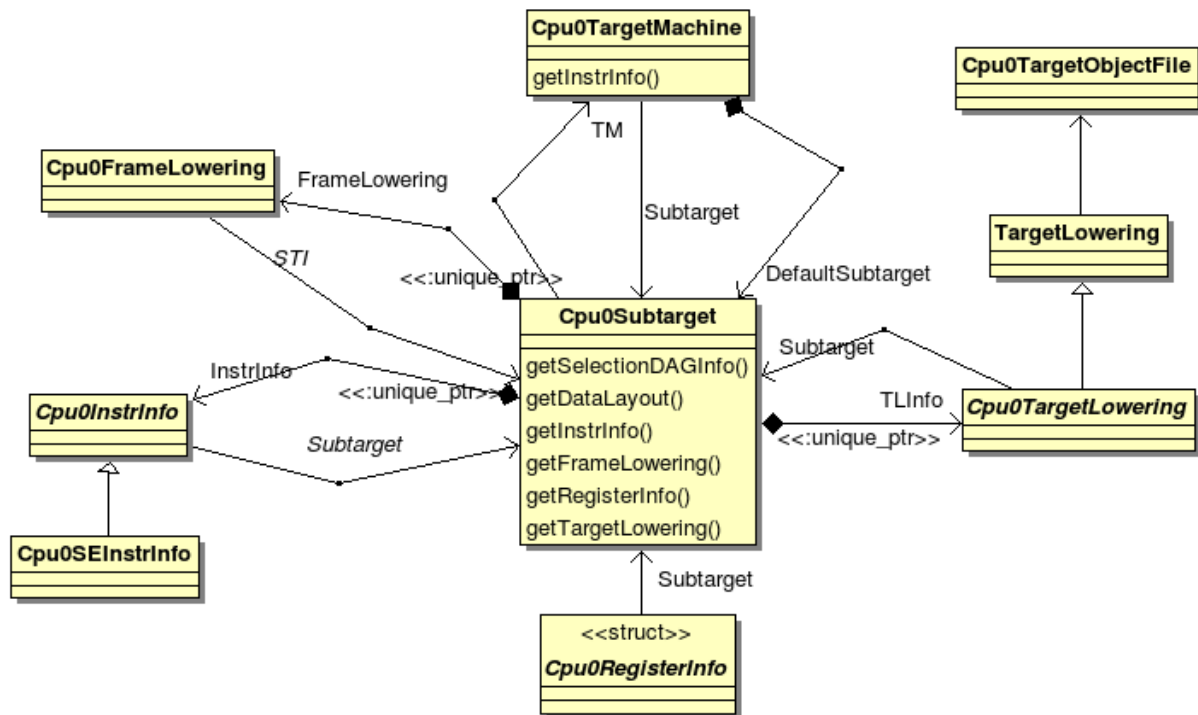 Cpu0TargetMachine
getInstrInfo()
Cpu0TargetObjectFile
TM
Cpu0FrameLowering
FrameLowering
Subtarget
TargetLowering
STI
<<:unique_ptr>>
DefaultSubtarget
Cpu0Subtarget
getSelectionDAGInfo()
getDataLayout()
getInstrInfo()
getFrameLowering()
getRegisterInfo()
getTargetLowering()
Subtarget
InstrInfo
<<:unique_ptr>>
TLInfo
<<:unique_ptr>>
Cpu0TargetLowering
Cpu0InstrInfo
Subtarget
Cpu0SEInstrInfo
Subtarget
<<struct>>
Cpu0RegisterInfo